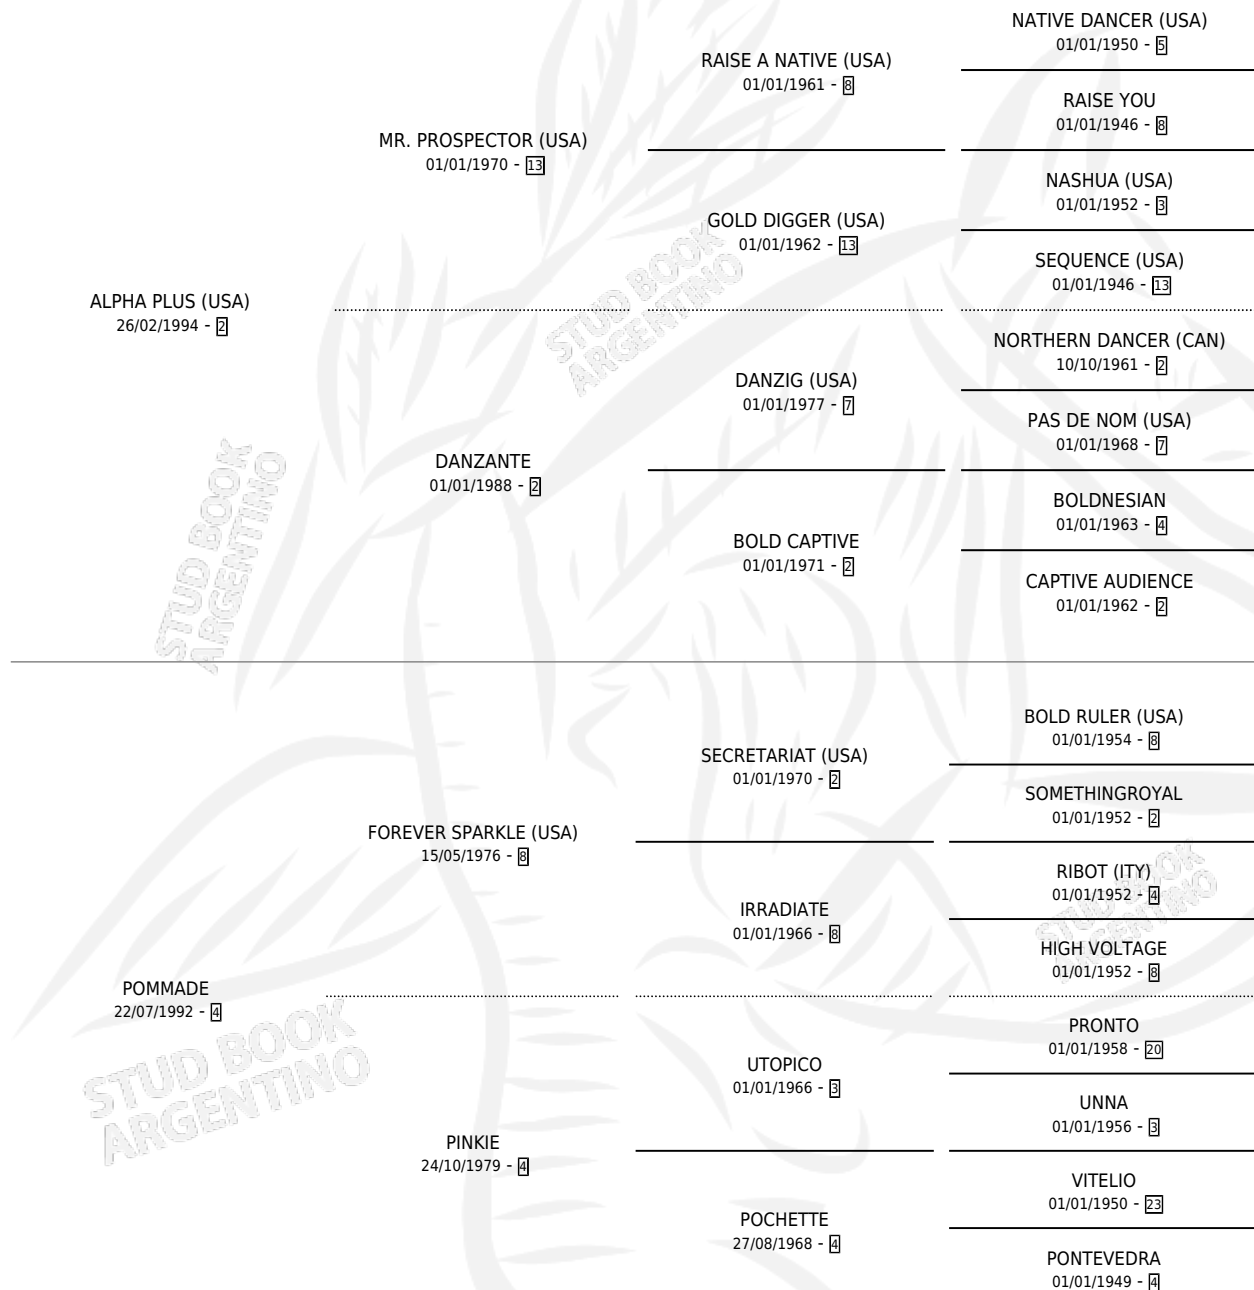 NATIVE DANCER (USA)
01/01/1950 - 5
RAISE A NATIVE (USA)
01/01/1961 - 8
RAISE YOU
01/01/1946 - 8
MR. PROSPECTOR (USA)
01/01/1970 - 13
NASHUA (USA)
01/01/1952 - 3
GOLD DIGGER (USA)
01/01/1962 - 13
SEQUENCE (USA)
01/01/1946 - 13
ALPHA PLUS (USA)
26/02/1994 - 2
STUD BOOK
ARGENTINO
NORTHERN DANCER (CAN)
10/10/1961 - 2
DANZIG (USA)
01/01/1977 - 7
PAS DE NOM (USA)
01/01/1968 - 7
DANZANTE
01/01/1988 - 2
BOLDNESIAN
01/01/1963 - 4
BOLD CAPTIVE
01/01/1971 - 2
CAPTIVE AUDIENCE
01/01/1962 - 2
STUD BOOK
ARGENTINO
BOLD RULER (USA)
01/01/1954 - 8
SECRETARIAT (USA)
01/01/1970 - 2
SOMETHINGROYAL
01/01/1952 - 2
FOREVER SPARKLE (USA)
15/05/1976 - 8
RIBOT (ITY)
01/01/1952 - 4
IRRADIATE
01/01/1966 - 8
STUD BOOK
ARGENTINO
HIGH VOLTAGE
01/01/1952 - 8
POMMADE
22/07/1992 - 4
PRONTO
01/01/1958 - 20
UTOPICO
01/01/1966 - 3
UNNA
01/01/1956 - 3
STUD BOOK
ARGENTINO
PINKIE
24/10/1979 - 4
VITELIO
01/01/1950 - 23
POCHETTE
27/08/1968 - 4
PONTEVEDRA
01/01/1949 - 4